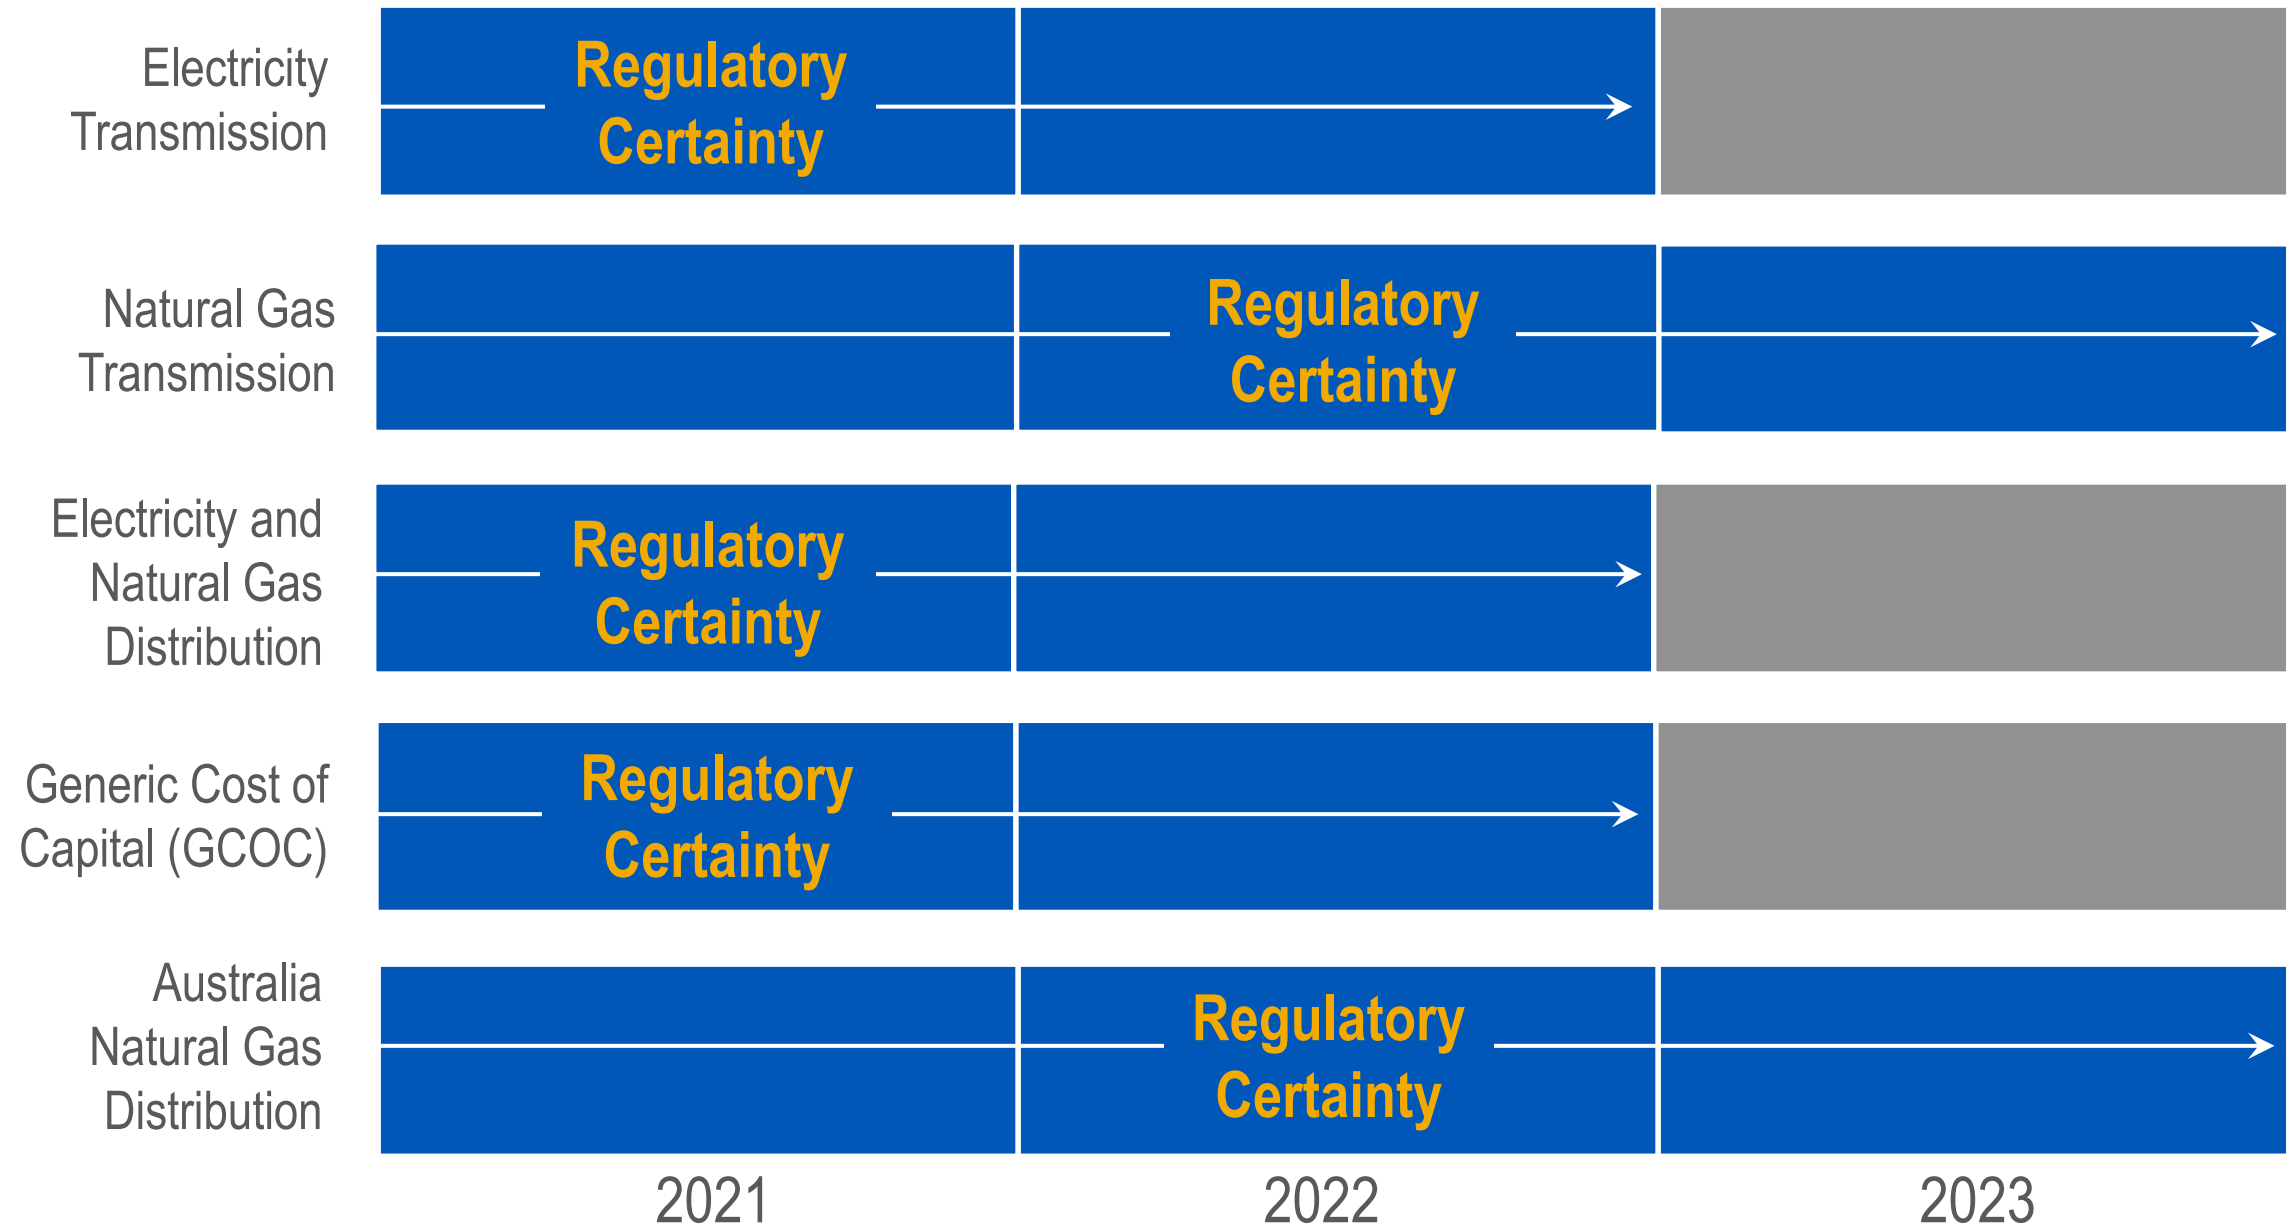 Electricity
Transmission
Regulatory
Certainty
Natural Gas
Transmission
Regulatory
Certainty
Electricity and
Natural Gas
Distribution
Regulatory
Certainty
Generic Cost of
Capital (GCOC)
Regulatory
Certainty
Australia
Natural Gas
Distribution
Regulatory
Certainty
2021
2022
2023